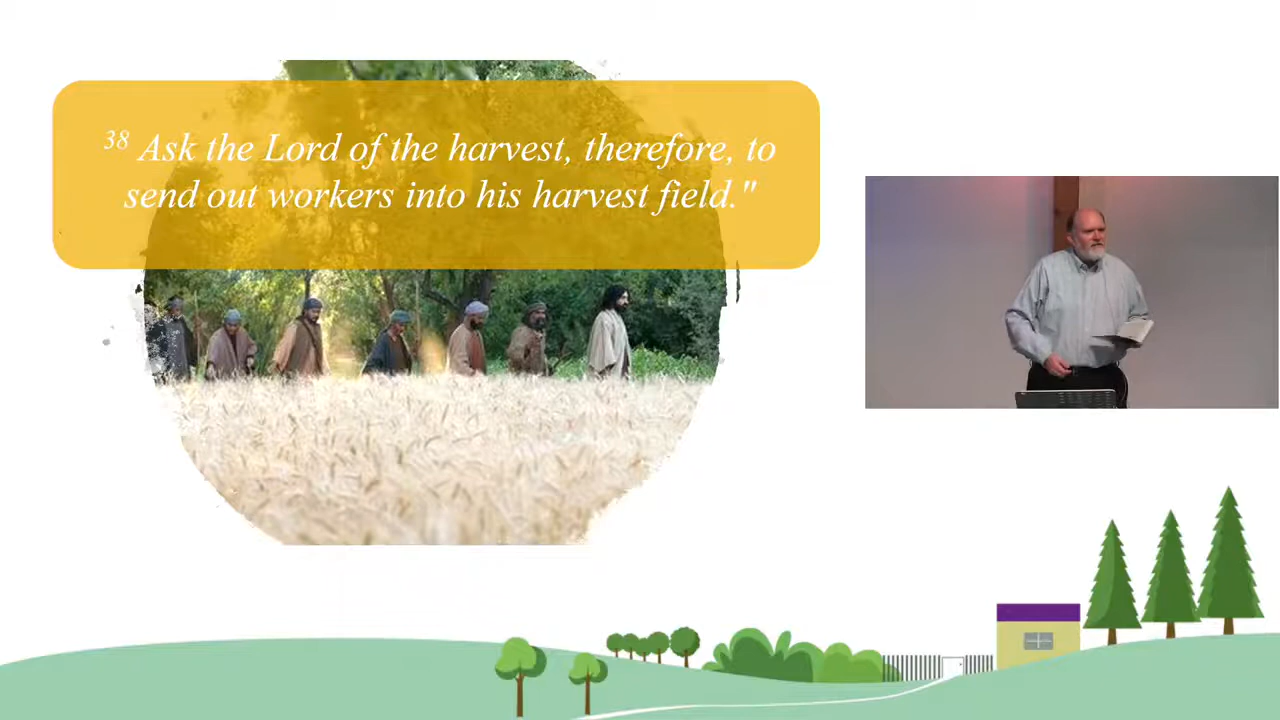 38 Ask the Lord of the harvest, therefore, to
send out workers into his harvest field."